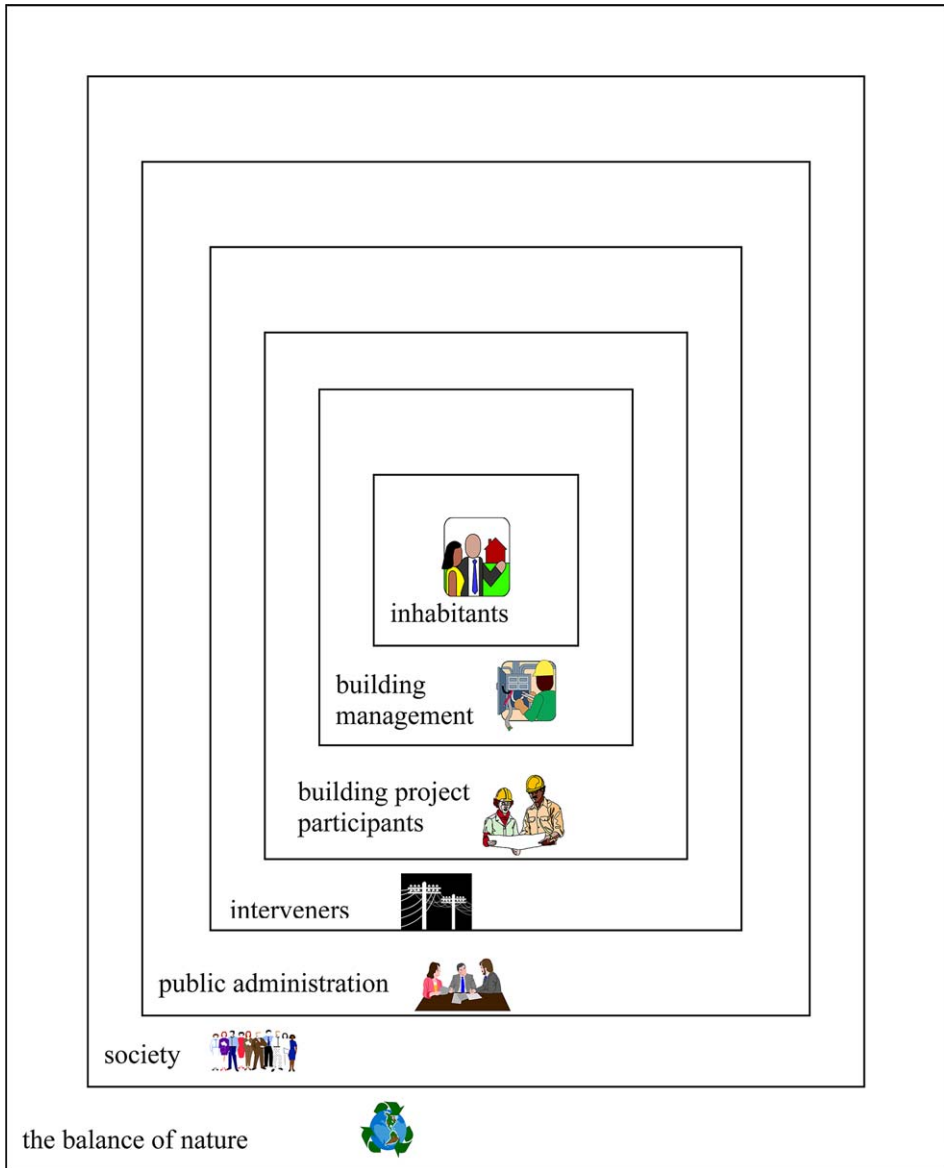 inhabitants
building
management
building project
participants
interveners
public administration
society
the balance of nature